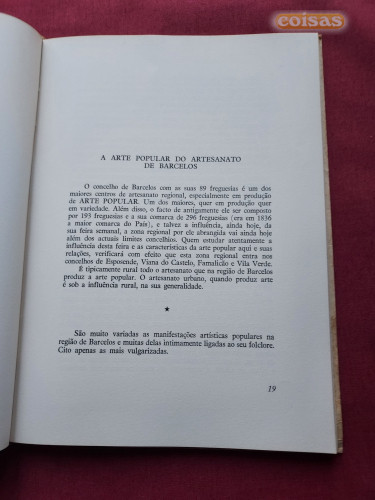 coisas
A ARTE POPULAR DO ARTESANATO
DE BARCELOS
O concelho de Barcelos com as suas 89 freguesias é um dos
maiores centros de artesanato regional, especialmente em produção
de ARTE POPULAR. Um dos maiores, quer em produção quer
em variedade. Além disso, o facto de antigamente ele ser composto
por 193 freguesias e a sua comarca de 296 freguesias (era em 1836
a maior comarca do País), e talvez a influência, ainda hoje, da
sua feira semanal, a zona regional por ele abrangida vai ainda hoje
além dos actuais limites concelhios. Quem estudar atentamente a
influência desta feira e as características da arte popular aqui e suas
relações, verificará com efeito que esta zona regional entra nos
concelhos de Esposende, Viana do Castelo, Famalicão e Vila Verde.
É tipicamente rural todo o artesanato que na região de Barcelos
produz a arte popular. O artesanato urbano, quando produz arte
é sob a influência rural, na sua generalidade.
*
São muito variadas as manifestações artísticas populares na
região de Barcelos e muitas delas intimamente ligadas ao seu folclore.
Cito apenas as mais vulgarizadas.
19